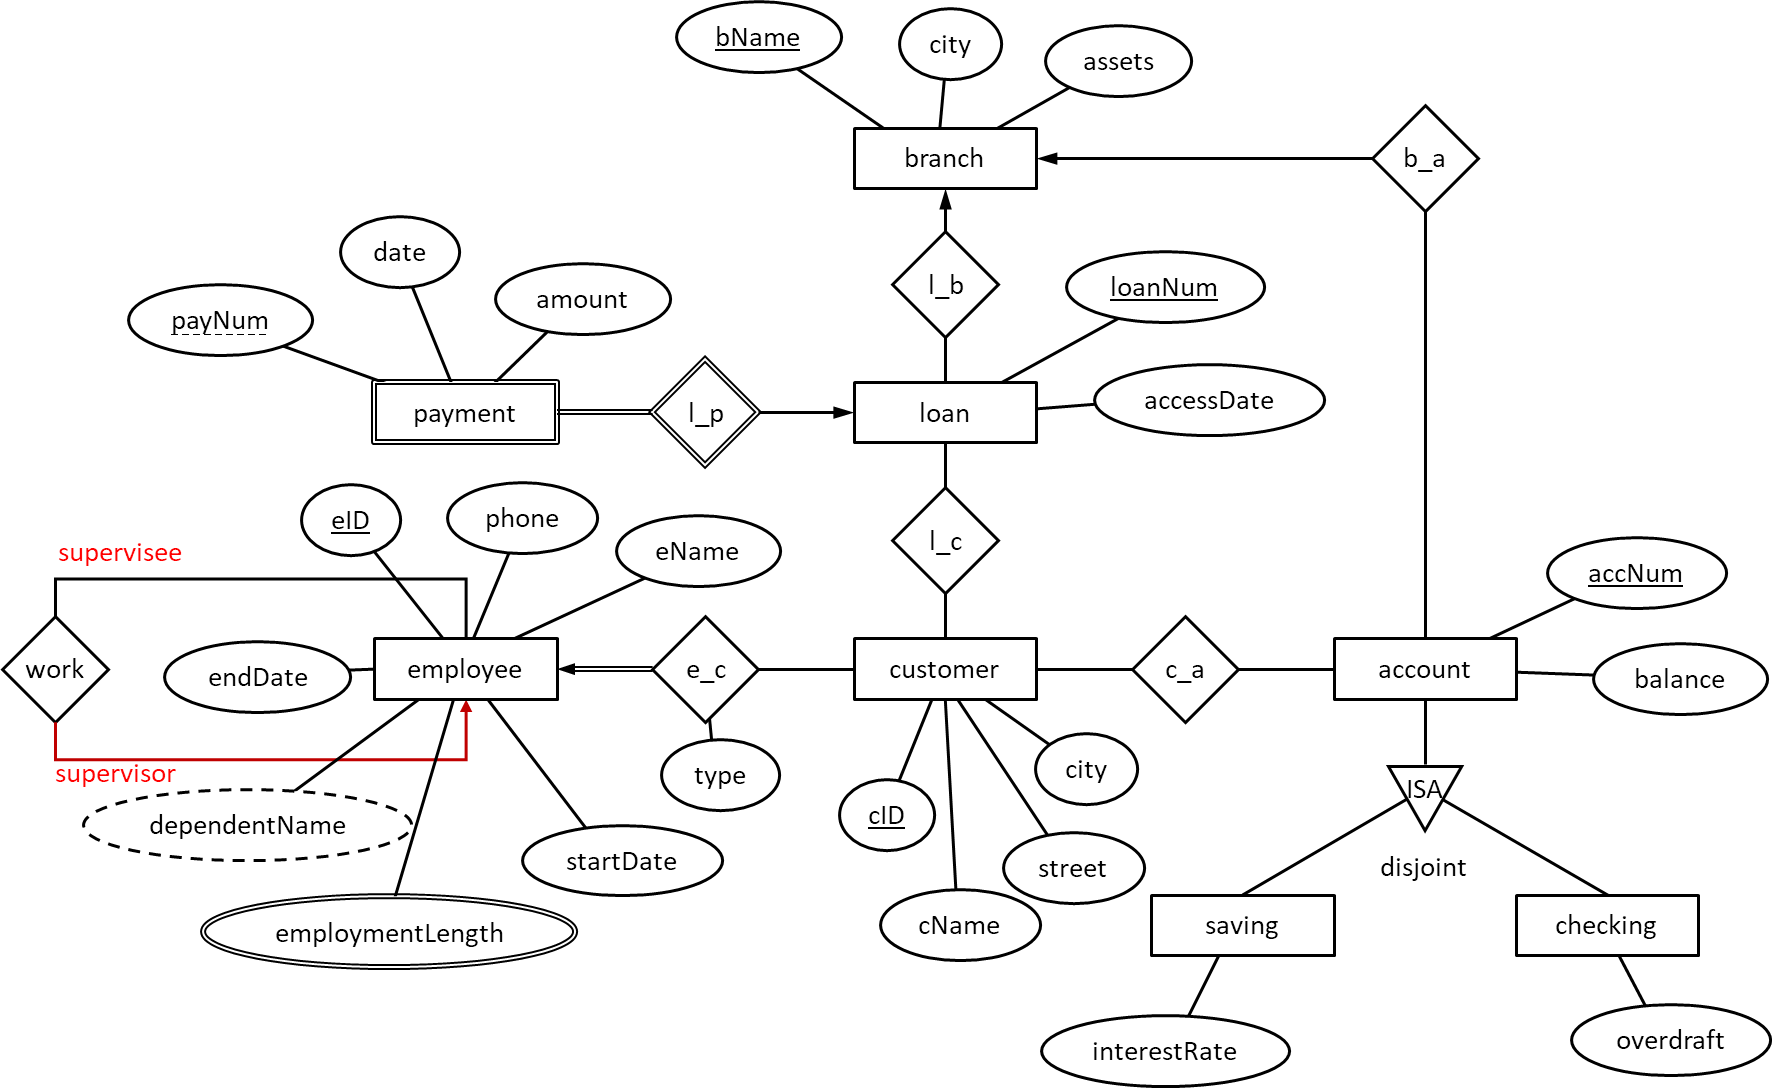 bName
city
assets
branch
b_a
date
amount
payNum
l_b
loanNum
payment
l_p
loan
accessDate
eID
phone
eName
supervisee
l_c
accNum
work
endDate
employee
e_c
customer
c_a
account
balance
supervisor
type
city
ISA
dependentName
cID
startDate
street
disjoint
employmentLength
cName
saving
checking
interestRate
overdraft